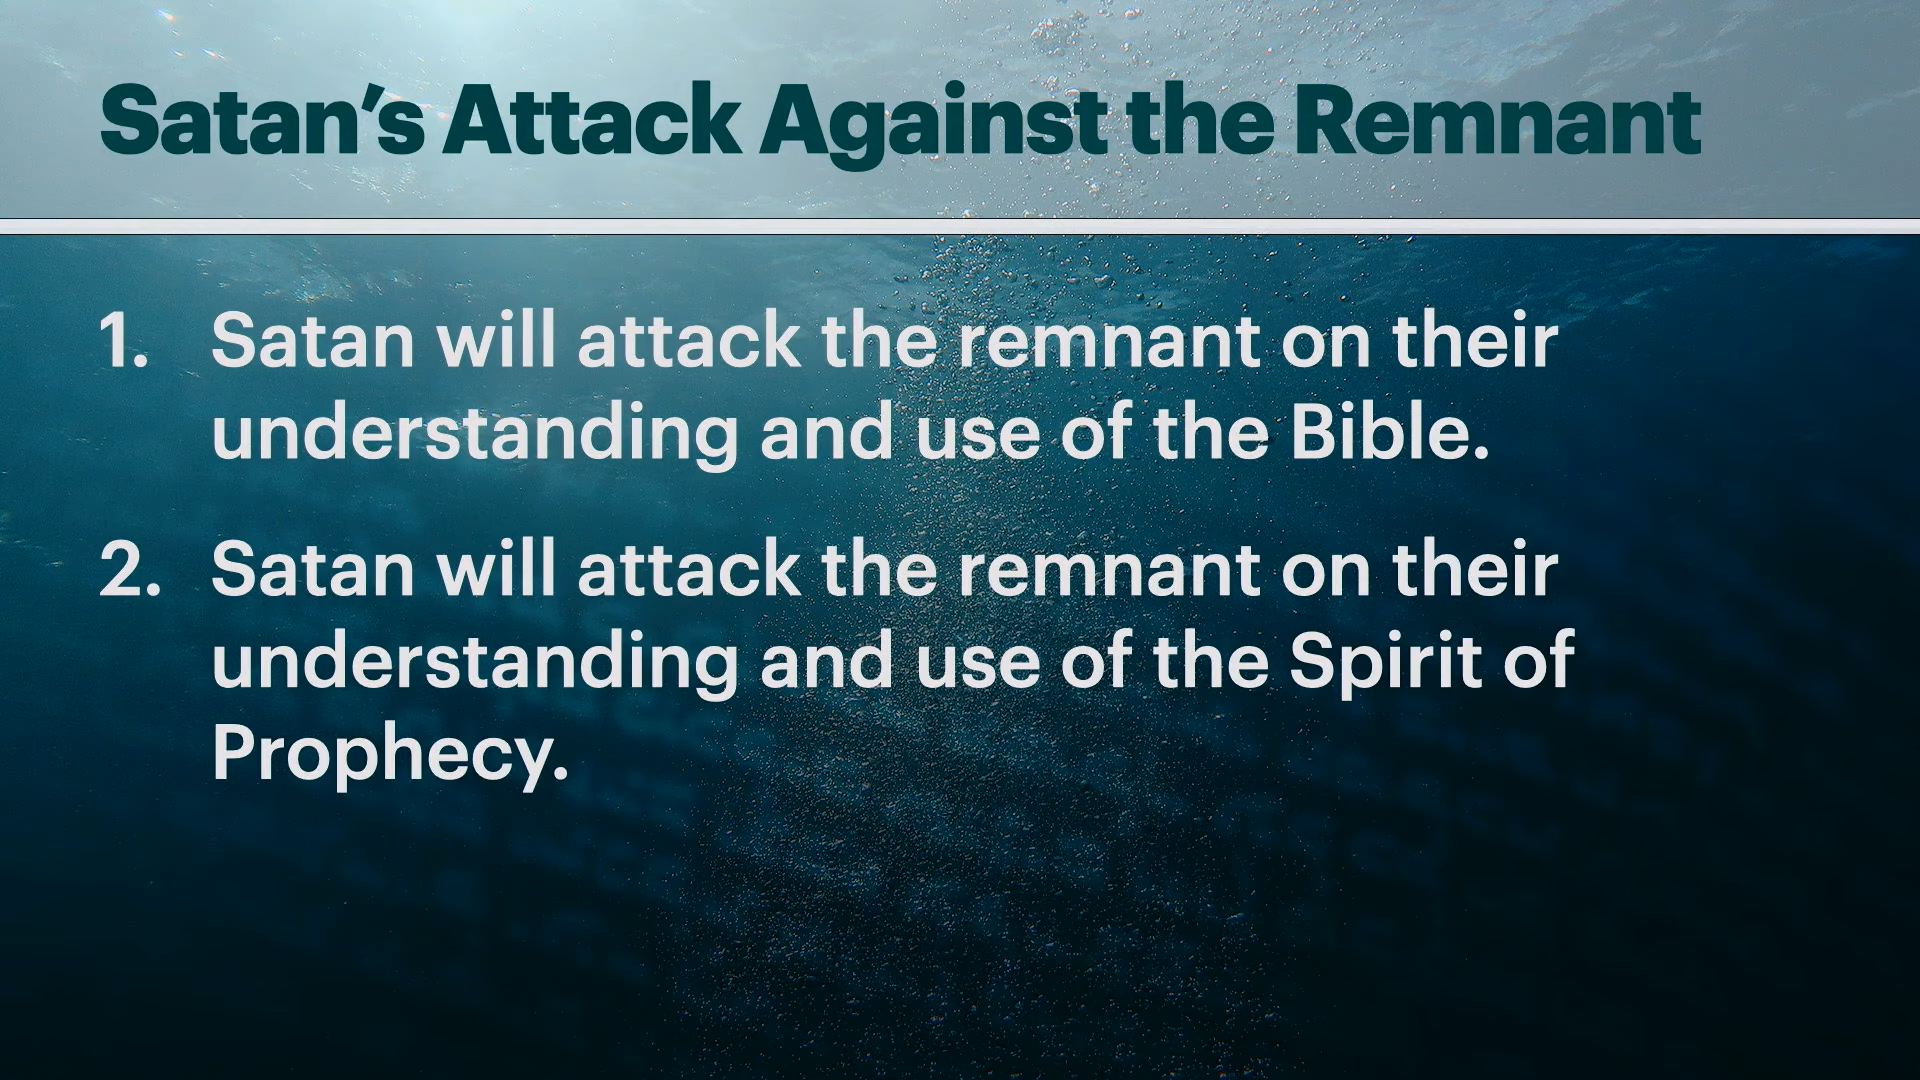 Satan’s Attack Against the Remnant
1. Satan will attack the remnant on their
understanding and use of the Bible.
2. Satan will attack the remnant on their
understanding and use of the Spirit of
Prophecy.